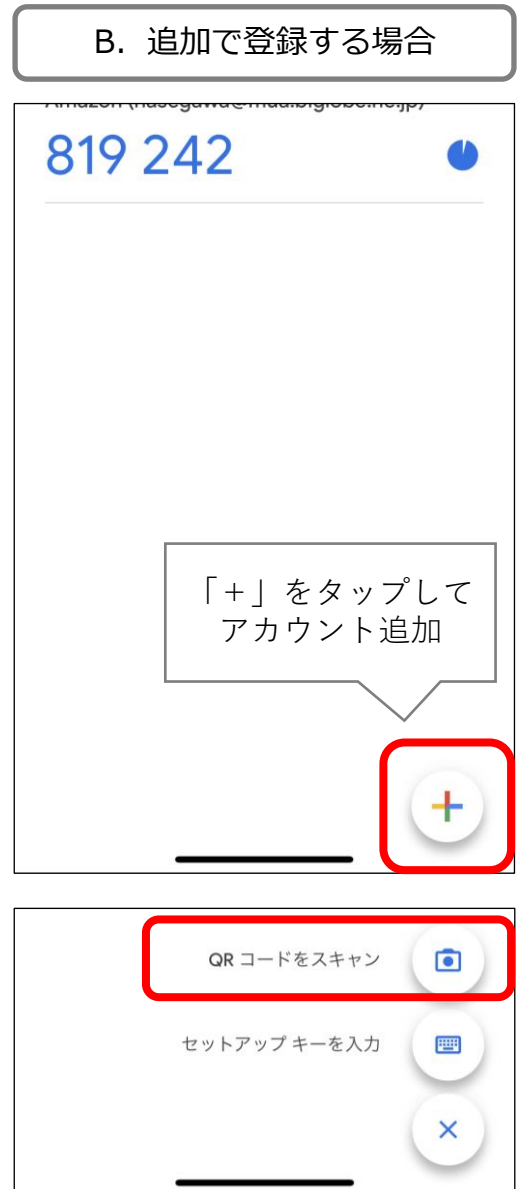 B. 追加で登録する場合
819 242
「+」をタップして
アカウント追加
QR コードをスキャン
セットアップ キーを入力